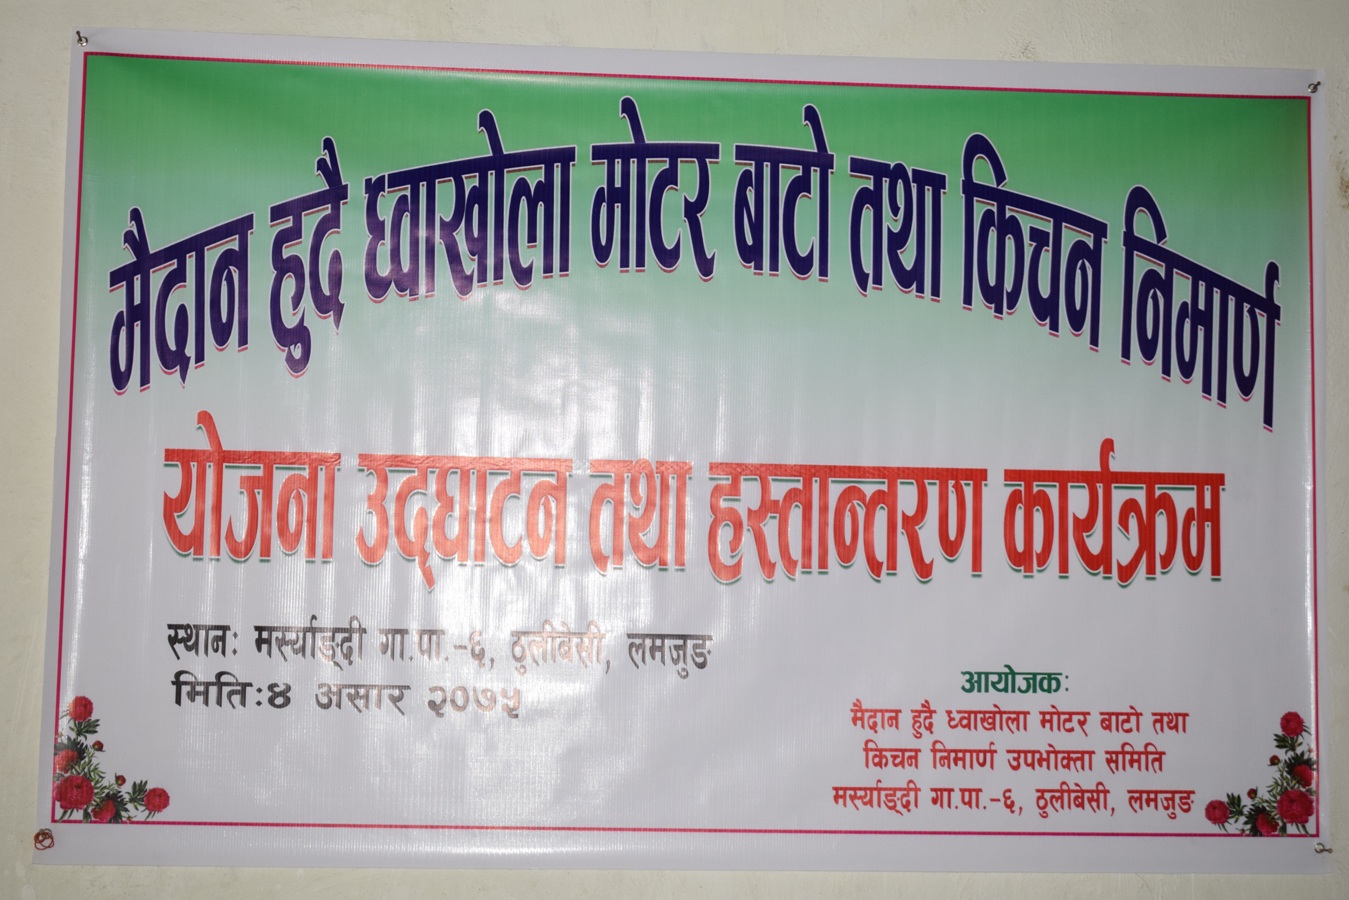 मैदान हुदै ध्वाखोला मोटर बाटो तथा किचन निमार्ण
योजना उद्घाटन तथा हस्तान्तरण कार्यक्रम
स्थानः मर्स्याङ्दी गा.पा.-६, ठुलीबेसी, लमजुङ
मितिः४ असार २०७५
आयोजकः
मैदान हुदै ध्वाखोला मोटर बाटो तथा
किचन निमार्ण उपभोक्ता समिति
मर्स्याङ्दी गा.पा.-६, ठुलीबेसी, लमजुङ